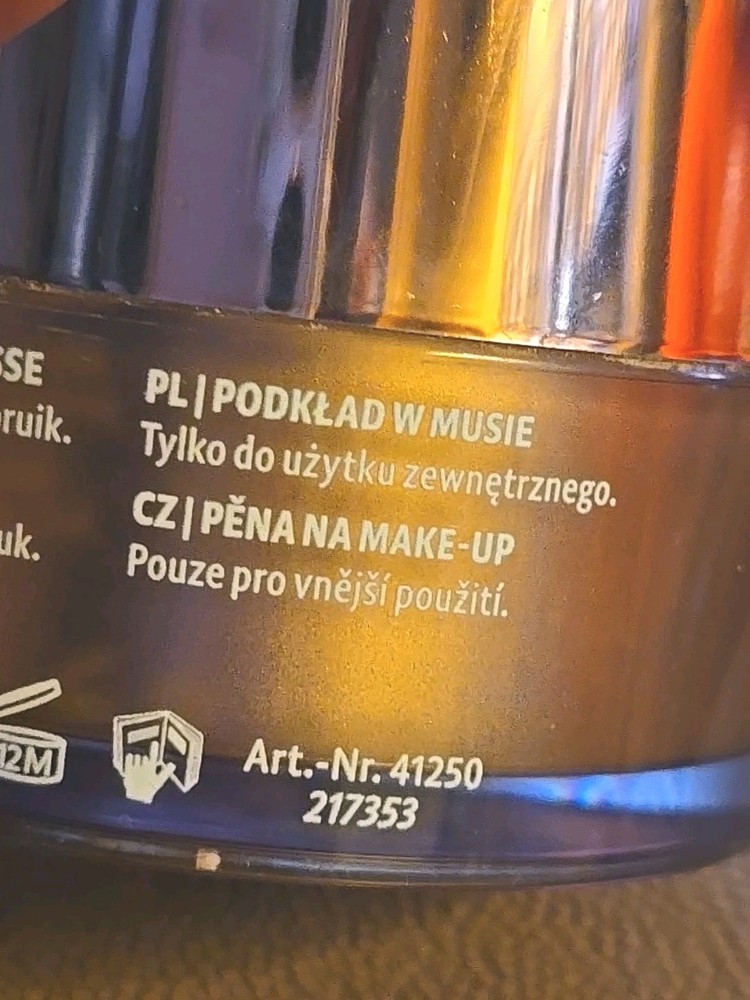 SSE
ruik.
uk.
PL | PODKŁAD W MUSIE
Tylko do użytku zewnętrznego.
CZ | PĚNA NA MAKE-UP
Pouze pro vnější použití.
12M
Art.-Nr. 41250
217353